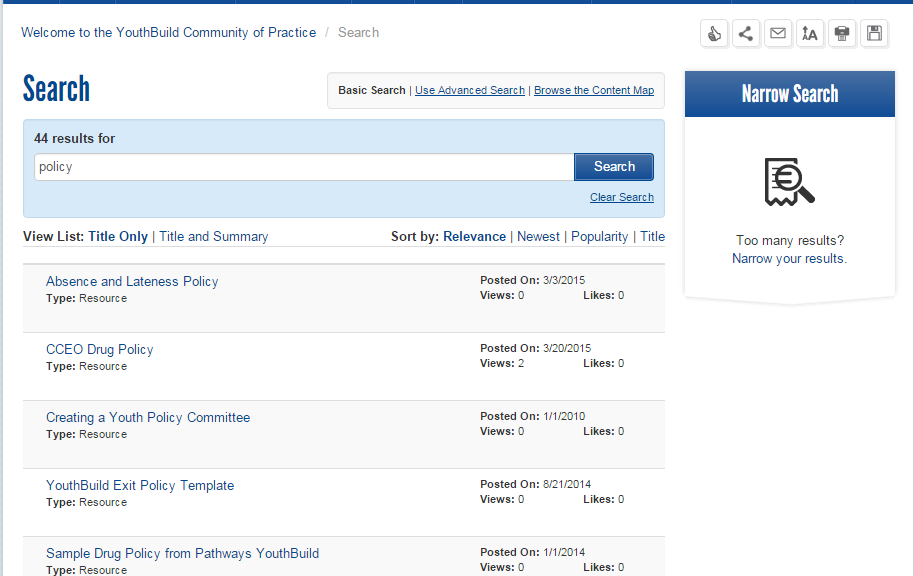 Welcome to the YouthBuild Community of Practice / Search
A
Search
Basic Search | Use Advanced Search | Browse the Content Map
44 results for
policy
Search
Clear Search
View List: Title Only | Title and Summary
Sort by: Relevance | Newest | Popularity | Title
Absence and Lateness Policy
Type: Resource
Posted On: 3/3/2015
Views: 0 Likes: 0
CCEO Drug Policy
Type: Resource
Posted On: 3/20/2015
Views: 2 Likes: 0
Creating a Youth Policy Committee
Type: Resource
Posted On: 1/1/2010
Views: 0 Likes: 0
YouthBuild Exit Policy Template
Type: Resource
Posted On: 8/21/2014
Views: 0 Likes: 0
Sample Drug Policy from Pathways YouthBuild
Type: Resource
Posted On: 1/1/2014
Views: 0 Likes: 0
Narrow Search
Too many results?
Narrow your results.